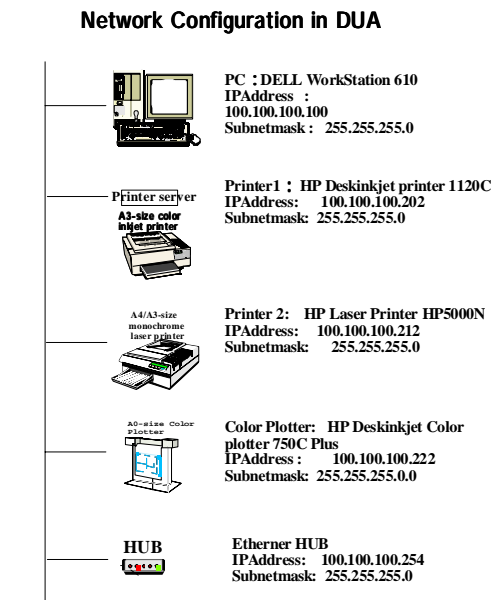 Network Configuration in DUA
PC : DELL WorkStation 610
IPAddress :
100.100.100.100
Subnetmask : 255.255.255.0
Printer server
A3-size color
inkjet printer
Printer1 : HP Deskinkjet printer 1120C
IPAddress: 100.100.100.202
Subnetmask: 255.255.255.0
A4/A3-size
monochrome
laser printer
Printer 2: HP Laser Printer HP5000N
IPAddress: 100.100.100.212
Subnetmask: 255.255.255.0
A0-size Color
Plotter
Color Plotter: HP Deskinkjet Color
plotter 750C Plus
IPAddress : 100.100.100.222
Subnetmask: 255.255.255.0.0
HUB
Etherner HUB
IPAddress: 100.100.100.254
Subnetmask: 255.255.255.0